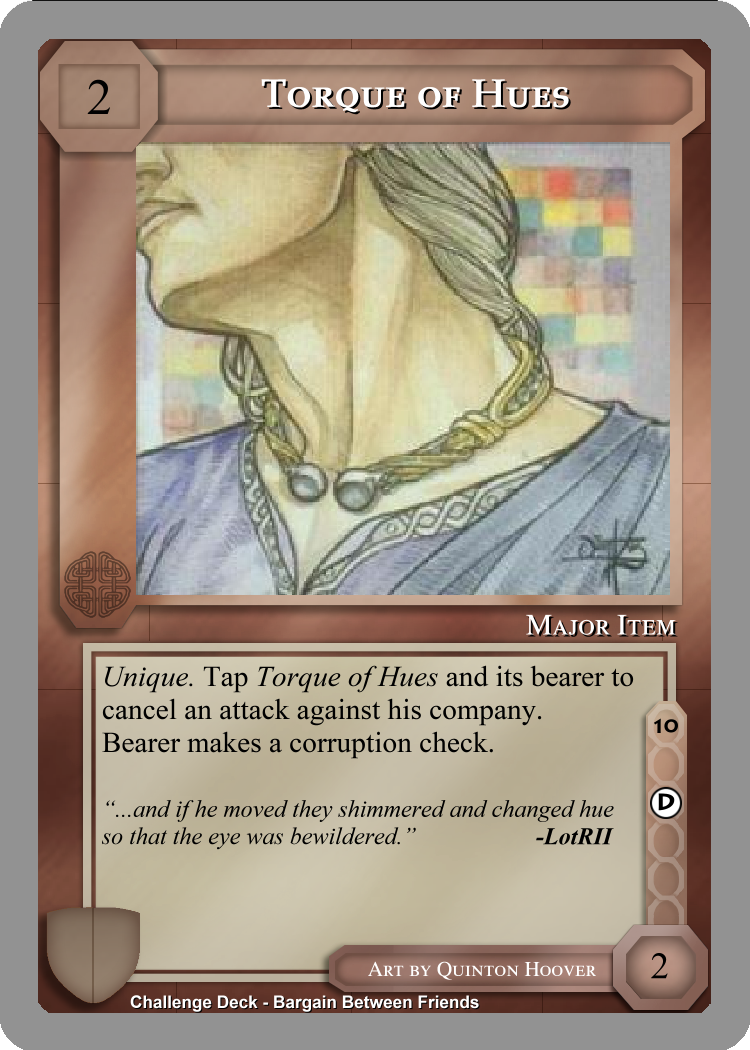 2
Torque of Hues
Major Item
Unique. Tap Torque of Hues and its bearer to
cancel an attack against his company.
Bearer makes a corruption check.
10
D
“...and if he moved they shimmered and changed hue
so that the eye was bewildered.” -LotRII
Art by Quinton Hoover
2
Challenge Deck - Bargain Between Friends